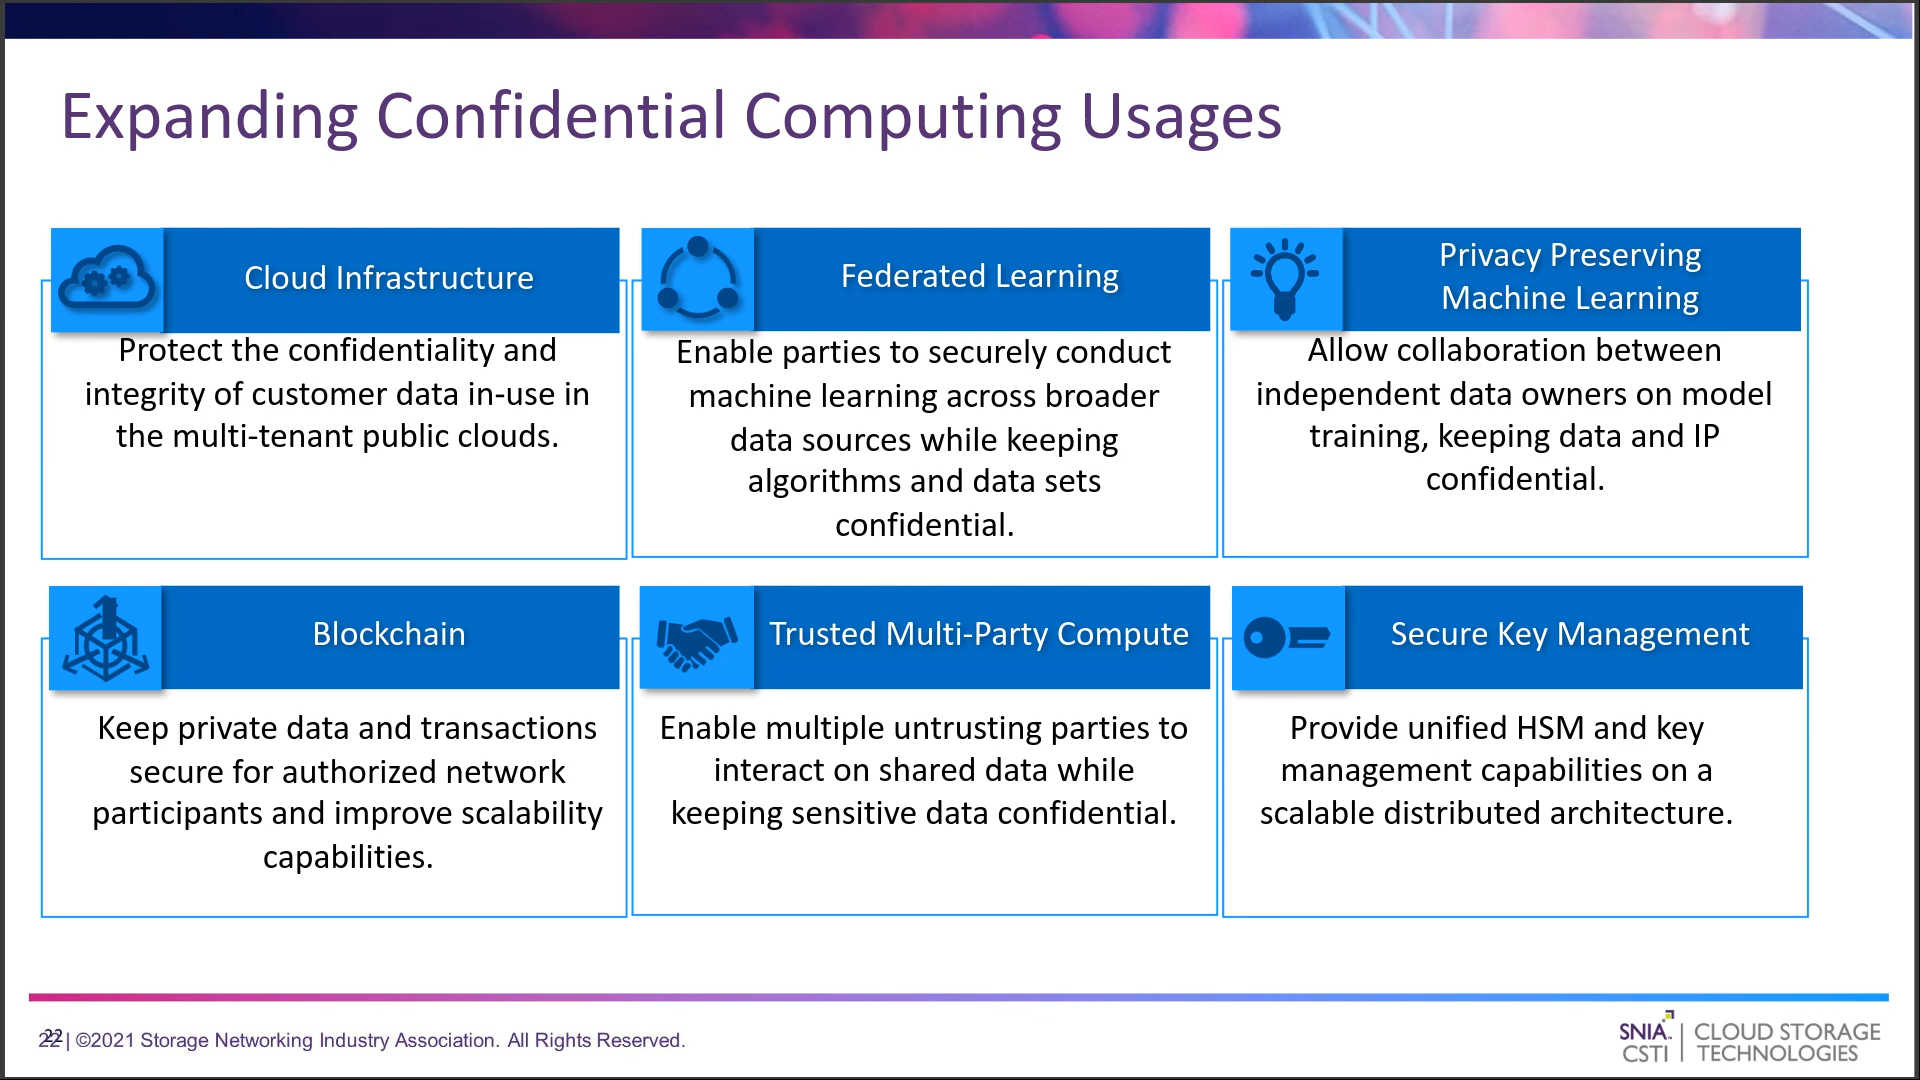 Expanding Confidential Computing Usages
Cloud Infrastructure
Protect the confidentiality and
integrity of customer data in-use in
the multi-tenant public clouds.
Federated Learning
Enable parties to securely conduct
machine learning across broader
data sources while keeping
algorithms and data sets
confidential.
Privacy Preserving
Machine Learning
Allow collaboration between
independent data owners on model
training, keeping data and IP
confidential.
Blockchain
Keep private data and transactions
secure for authorized network
participants and improve scalability
capabilities.
Trusted Multi-Party Compute
Enable multiple untrusting parties to
interact on shared data while
keeping sensitive data confidential.
Secure Key Management
Provide unified HSM and key
management capabilities on a
scalable distributed architecture.
22
22 | ©2021 Storage Networking Industry Association. All Rights Reserved.
SNIA. | CLOUD STORAGE
CSTI | TECHNOLOGIES